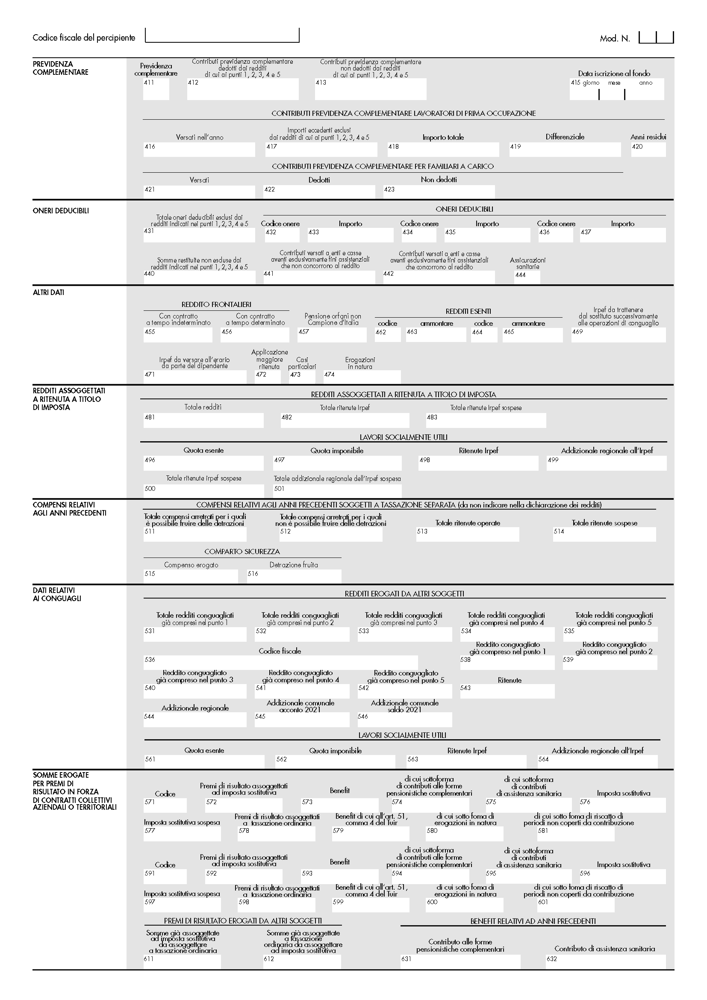 Codice fiscale del percipiente
Mod. N.
PREVIDENZA
COMPLEMENTARE
Previdenza
complementare
411
Contributi previdenza complementare
dedotti dai redditi
di cui ai punti 1, 2, 3, 4 e 5
412
Contributi previdenza complementare
non dedotti dai redditi
di cui ai punti 1, 2, 3, 4 e 5
413
Data iscrizione al fondo
415 giorno mese anno
CONTRIBUTI PREVIDENZA COMPLEMENTARE LAVORATORI DI PRIMA OCCUPAZIONE
Versati nell'anno
416
Importi eccedenti esclusi
dai redditi di cui ai punti 1, 2, 3, 4 e 5
417
Importo totale
418
Differenziale
419
Anni residui
420
CONTRIBUTI PREVIDENZA COMPLEMENTARE PER FAMILIARI A CARICO
Versati
421
Dedotti
422
Non dedotti
423
ONERI DEDUCIBILI
Totale oneri deducibili esclusi dai
redditi indicati nei punti 1, 2, 3, 4 e 5
431
ONERI DEDUCIBILI
Codice onere
432
Importo
433
Codice onere
434
Importo
435
Codice onere
436
Importo
437
Somme restituite non escluse dai
redditi indicati nei punti 1, 2, 3, 4 e 5
440
Contributi versati a enti e casse
aventi esclusivamente fini assistenziali
che non concorrono al reddito
441
Contributi versati a enti e casse
aventi esclusivamente fini assistenziali
che concorrono al reddito
442
Assicurazioni
sanitarie
444
ALTRI DATI
REDDITO FRONTALIERI
Con contratto
a tempo indeterminato
455
Con contratto
a tempo determinato
456
Pensione orfani non
Campione d'Italia
457
REDDITI ESENTI
codice
462
ammontare
463
codice
464
ammontare
465
Irpef da trattenere
dal sostituto successivamente
alle operazioni di conguaglio
469
Irpef da versare all'erario
da parte del dipendente
471
Applicazione
maggiore
ritenuta
472
Casi
particolari
473
Erogazioni
in natura
474
REDDITI ASSOGGETTATI
A RITENUTA A TITOLO
DI IMPOSTA
REDDITI ASSOGGETTATI A RITENUTA A TITOLO DI IMPOSTA
Totale redditi
481
Totale ritenute Irpef
482
Totale ritenute Irpef sospese
483
LAVORI SOCIALMENTE UTILI
Quota esente
496
Quota imponibile
497
Ritenute Irpef
498
Addizionale regionale all'Irpef
499
Totale ritenute irpef sospese
500
Totale addizionale regionale dell'irpef sospesa
501
COMPENSI RELATIVI
AGLI ANNI PRECEDENTI
COMPENSI RELATIVI AGLI ANNI PRECEDENTI SOGGETTI A TASSAZIONE SEPARATA (da non indicare nella dichiarazione dei redditi)
Totale compensi arretrati per i quali
è possibile fruire delle detrazioni
511
Totale compensi arretrati per i quali
non è possibile fruire delle detrazioni
512
Totale ritenute operate
513
Totale ritenute sospese
514
COMPARTO SICUREZZA
Compenso erogato
515
Detrazione fruita
516
DATI RELATIVI
AI CONGUAGLI
REDDITI EROGATI DA ALTRI SOGGETTI
Totale redditi conguagliati
già compresi nel punto 1
531
Totale redditi conguagliati
già compresi nel punto 2
532
Totale redditi conguagliati
già compresi nel punto 3
533
Totale redditi conguagliati
già compresi nel punto 4
534
Totale redditi conguagliati
già compresi nel punto 5
535
Codice fiscale
536
Reddito conguagliato
già compreso nel punto 1
538
Reddito conguagliato
già compreso nel punto 2
539
Reddito conguagliato
già compreso nel punto 3
540
Reddito conguagliato
già compreso nel punto 4
541
Reddito conguagliato
già compreso nel punto 5
542
Ritenute
543
Addizionale regionale
544
Addizionale comunale
acconto 2021
545
Addizionale comunale
saldo 2021
546
LAVORI SOCIALMENTE UTILI
Quota esente
561
Quota imponibile
562
Ritenute Irpef
563
Addizionale regionale all'Irpef
564
SOMME EROGATE
PER PREMI DI
RISULTATO IN FORZA
DI CONTRATTI COLLETTIVI
AZIENDALI O TERRITORIALI
Codice
571
Premi di risultato assoggettati
ad imposta sostitutiva
572
Benefit
573
di cui sottoforma
di contributi alle forme
pensionistiche complementari
574
di cui sottoforma
di contributi
di assistenza sanitaria
575
Imposta sostitutiva
576
Imposta sostitutiva sospesa
577
Premi di risultato assoggettati
a tassazione ordinaria
578
Benefit di cui all'art. 51,
comma 4 del Tuir
579
di cui sotto foma di
erogazioni in natura
580
di cui sotto foma di riscatto di
periodi non coperti da contribuzione
581
Codice
591
Premi di risultato assoggettati
ad imposta sostitutiva
592
Benefit
593
di cui sottoforma
di contributi alle forme
pensionistiche complementari
594
di cui sottoforma
di contributi
di assistenza sanitaria
595
Imposta sostitutiva
596
Imposta sostitutiva sospesa
597
Premi di risultato assoggettati
a tassazione ordinaria
598
Benefit di cui all'art. 51,
comma 4 del Tuir
599
di cui sotto foma di
erogazioni in natura
600
di cui sotto foma di riscatto di
periodi non coperti da contribuzione
601
PREMI DI RISULTATO EROGATI DA ALTRI SOGGETTI
Somme già assoggettate
ad imposta sostitutiva
da assoggettare
a tassazione ordinaria
611
Somme già assoggettate
a tassazione
ordinaria da assoggettare
ad imposta sostitutiva
612
BENEFIT RELATIVI AD ANNI PRECEDENTI
Contributo alle forme
pensionistiche complementari
631
Contributo di assistenza sanitaria
632